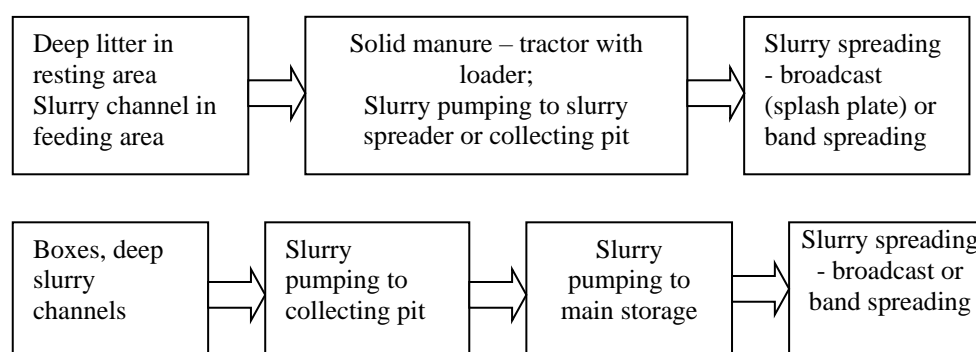 Deep litter in
resting area
Slurry channel in
feeding area
Solid manure – tractor with
loader;
Slurry pumping to slurry
spreader or collecting pit
Slurry spreading
- broadcast
(splash plate) or
band spreading
Boxes, deep
slurry
channels
Slurry
pumping to
collecting pit
Slurry
pumping to
main storage
Slurry spreading
- broadcast or
band spreading